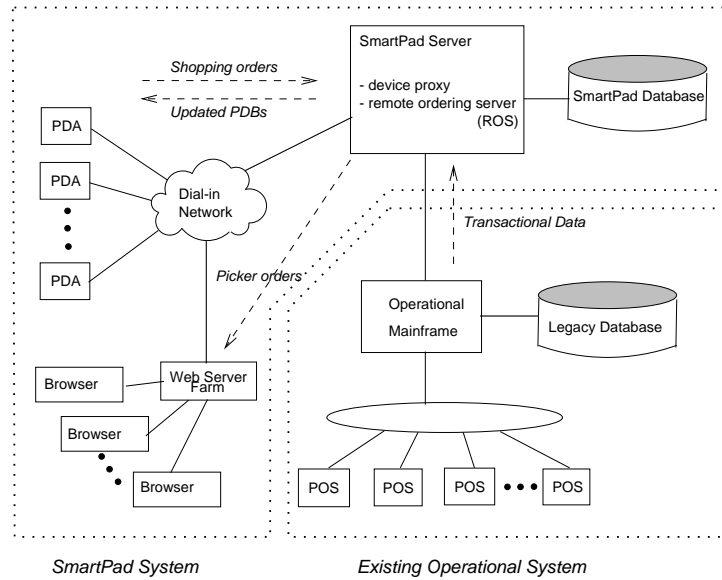 SmartPad Server
- device proxy
- remote ordering server
(ROS)
SmartPad Database
Shopping orders
Updated PDBs
PDA
PDA
PDA
Dial-in
Network
Transactional Data
Picker orders
Operational
Mainframe
Legacy Database
Web Server
Farm
Browser
Browser
Browser
POS
POS
POS
POS
SmartPad System
Existing Operational System